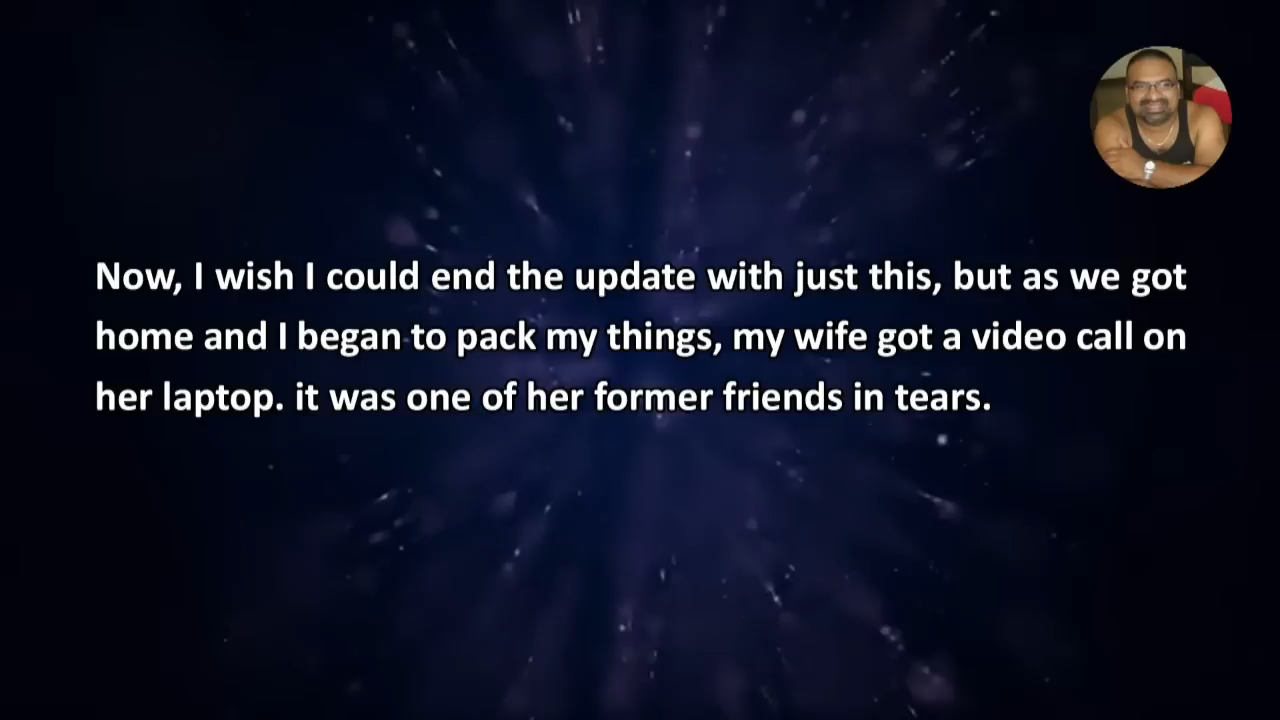 Now, I wish I could end the update with just this, but as we got
home and I began to pack my things, my wife got a video call on
her laptop. it was one of her former friends in tears.